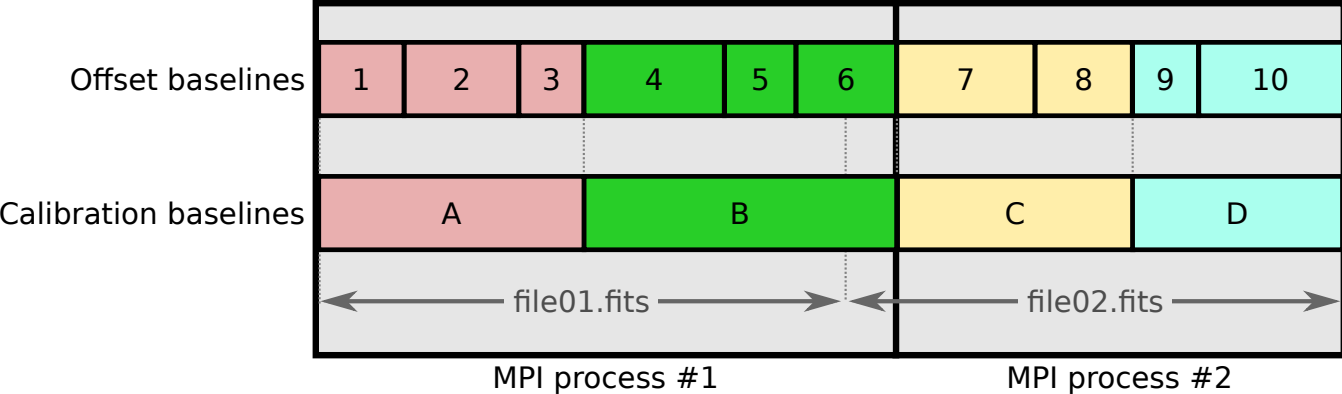 Offset baselines 1 2 3 4 5 6 7 8 9 10
Calibration baselines A B C D
file01.fits file02.fits
MPI process #1 MPI process #2